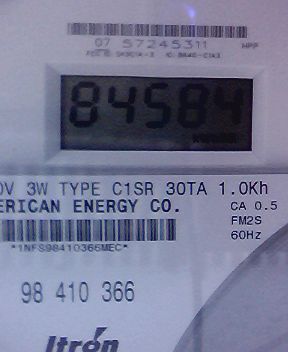 07 57245311
84584
0V 3W TYPE C1SR 30TA 1.0Kh
ERICAN ENERGY CO.
CA 0.5
FM2S
60Hz
*1NFS98410366MEC*
98 410 366
Itrón